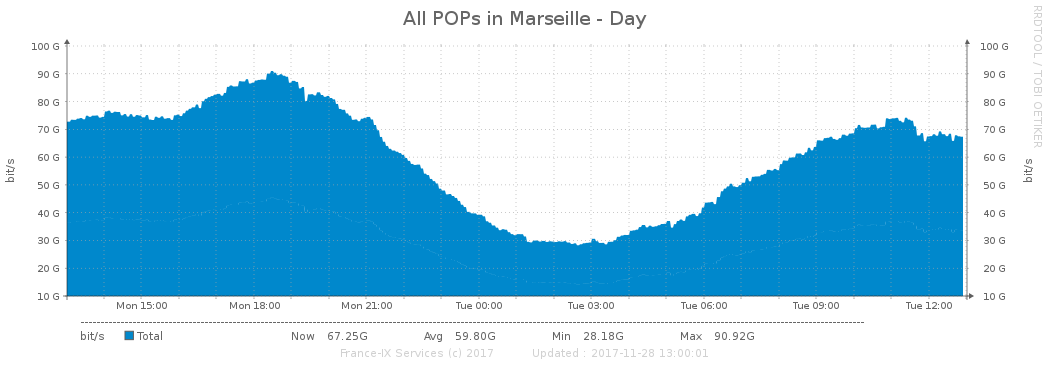 All POPs in Marseille - Day
RRDTOOL / TOBI OETIKER
bit/s
100 G
90 G
80 G
70 G
60 G
50 G
40 G
30 G
20 G
10 G
100 G
90 G
80 G
70 G
60 G
50 G
40 G
30 G
20 G
10 G
bit/s
Mon 15:00 Mon 18:00 Mon 21:00 Tue 00:00 Tue 03:00 Tue 06:00 Tue 09:00 Tue 12:00
bit/s Total Now 67.25G Avg 59.80G Min 28.18G Max 90.92G
France-IX Services (c) 2017 Updated : 2017-11-28 13:00:01